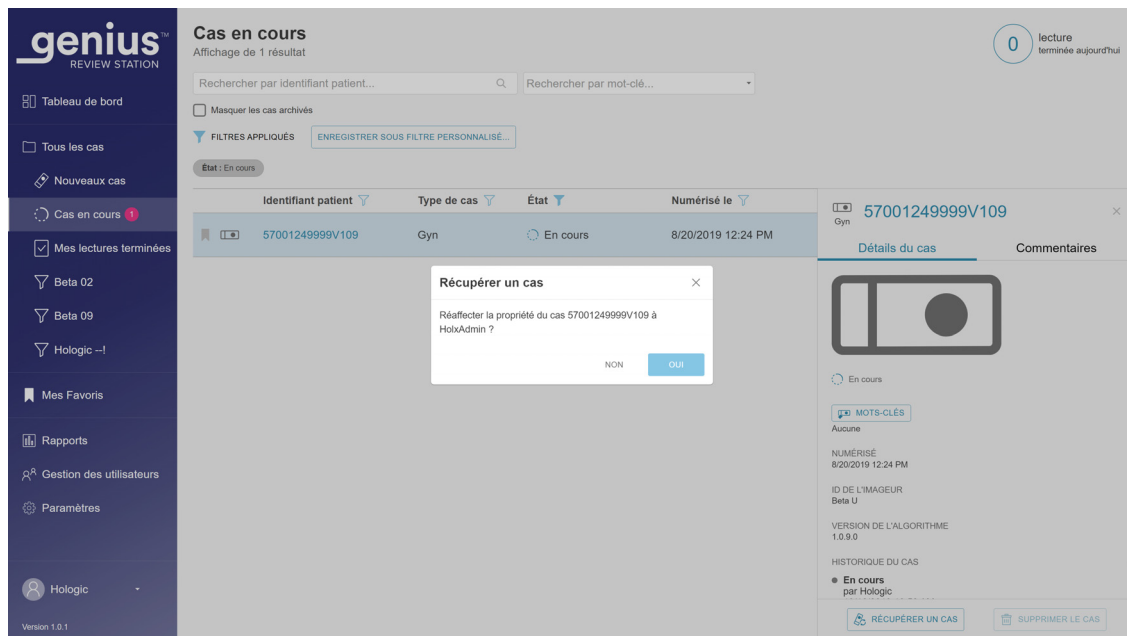 genius™
REVIEW STATION
Tableau de bord
Tous les cas
Nouveaux cas
Cas en cours 1
Mes lectures terminées
Beta 02
Beta 09
Hologic --!
Mes Favoris
Rapports
Gestion des utilisateurs
Paramètres
Hologic
Version 1.0.1
Cas en cours
Affichage de 1 résultat
0 lecture
terminée aujourd'hui
Rechercher par identifiant patient...
Rechercher par mot-clé...
Masquer les cas archivés
FILTRES APPLIQUÉS
ENREGISTRER SOUS FILTRE PERSONNALISÉ...
État : En cours
Identifiant patient Type de cas État Numérisé le
57001249999V109 Gyn En cours 8/20/2019 12:24 PM
Récupérer un cas
Réaffecter la propriété du cas 57001249999V109 à
HolxAdmin ?
NON OUI
57001249999V109
Gyn
Détails du cas Commentaires
En cours
MOTS-CLÉS
Aucune
NUMÉRISÉ
8/20/2019 12:24 PM
ID DE L'IMAGEUR
Beta U
VERSION DE L'ALGORITHME
1.0.9.0
HISTORIQUE DU CAS
En cours
par Hologic
RÉCUPÉRER UN CAS SUPPRIMER LE CAS